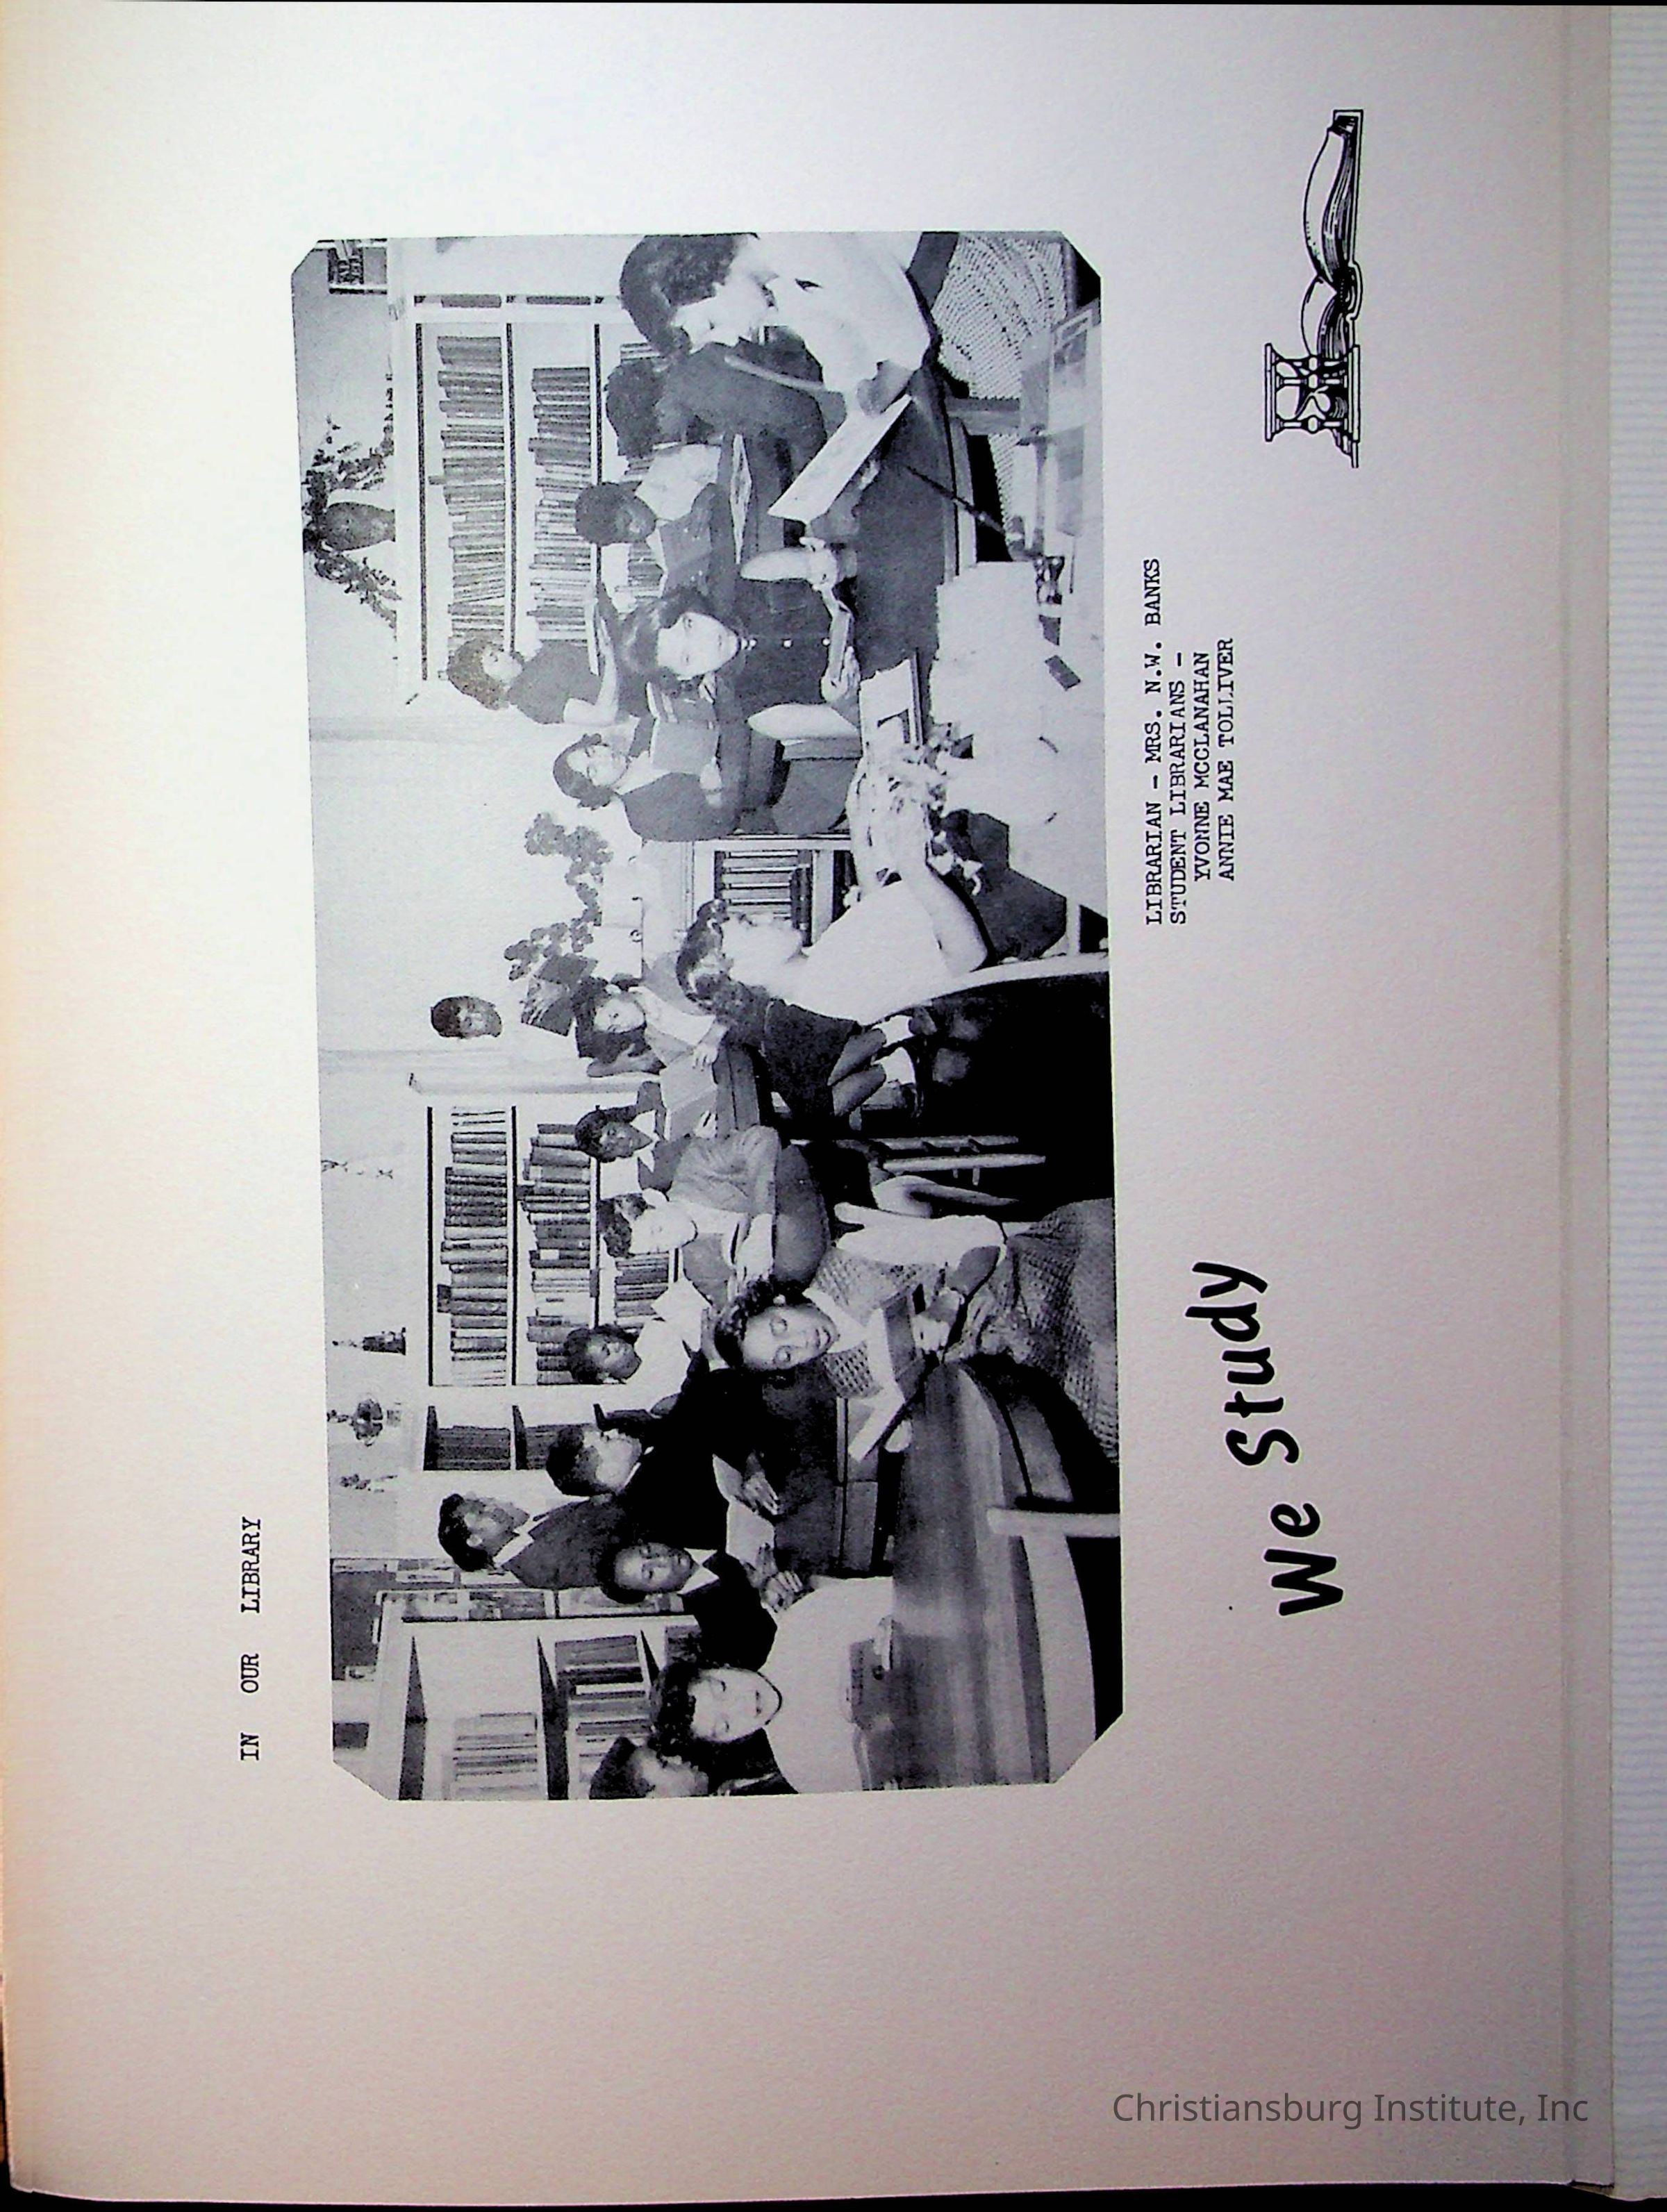 IN OUR LIBRARY
LIBRARIAN - MRS. N.W. BANKS
STUDENT LIBRARIANS -
YVONNE MCCLANAHAN
ANNIE MAE TOLLIVER
We Study
Christiansburg Institute, Inc